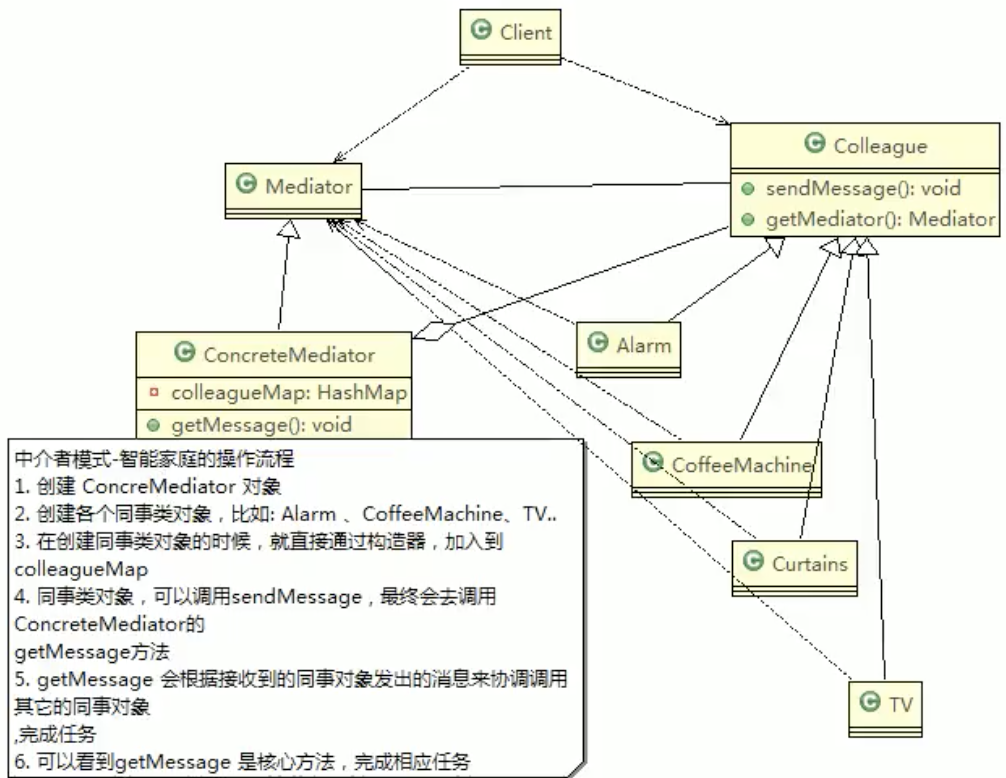 Client
Colleague
sendMessage(): void
getMediator(): Mediator
Mediator
ConcreteMediator
colleagueMap: HashMap
getMessage(): void
Alarm
CoffeeMachine
Curtains
TV
中介者模式-智能家庭的操作流程
1. 创建 ConcreMediator 对象
2. 创建各个同事类对象，比如: Alarm 、CoffeeMachine、TV..
3. 在创建同事类对象的时候，就直接通过构造器，加入到
colleagueMap
4. 同事类对象，可以调用sendMessage，最终会去调用
ConcreteMediator的
getMessage方法
5. getMessage 会根据接收到的同事对象发出的消息来协调调用
其它的同事对象
,完成任务
6. 可以看到getMessage 是核心方法，完成相应任务